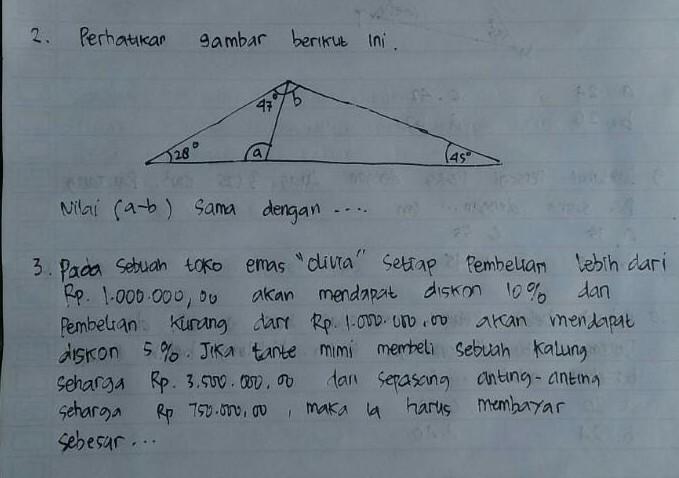 2. Perhatikan gambar berikut ini.
47° b
28° a 45°
Nilai (a-b) sama dengan ....
3. Pada sebuah toko emas "olivia" setiap pembelian lebih dari
Rp. 1.000.000,00 akan mendapat diskon 10% dan
pembelian kurang dari Rp. 1.000.000,00 akan mendapat
diskon 5%. Jika tante mimi membeli sebuah kalung
seharga Rp. 3.500.000,00 dan sepasang anting-anting
seharga Rp 750.000,00, maka ia harus membayar
sebesar...